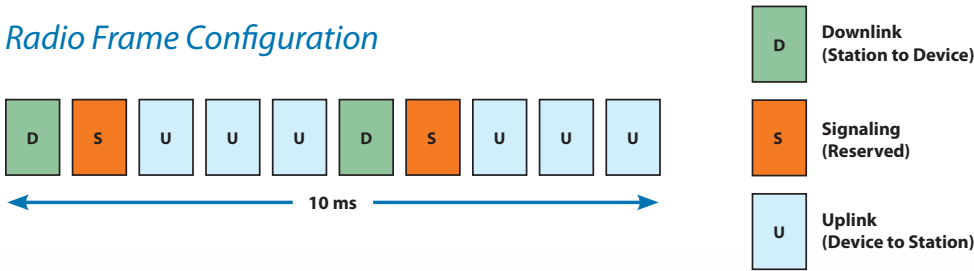 Radio Frame Configuration
D S U U U D S U U U
10 ms
D
Downlink
(Station to Device)
S
Signaling
(Reserved)
U
Uplink
(Device to Station)